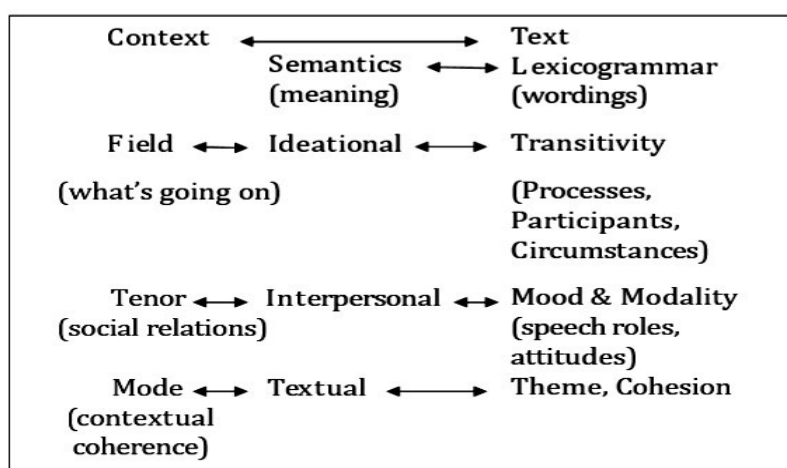 Context Text
Semantics Lexicogrammar
(meaning) (wordings)
Field Ideational Transitivity
(what's going on) (Processes,
Participants,
Circumstances)
Tenor Interpersonal Mood & Modality
(social relations) (speech roles,
attitudes)
Mode Textual Theme, Cohesion
(contextual
coherence)